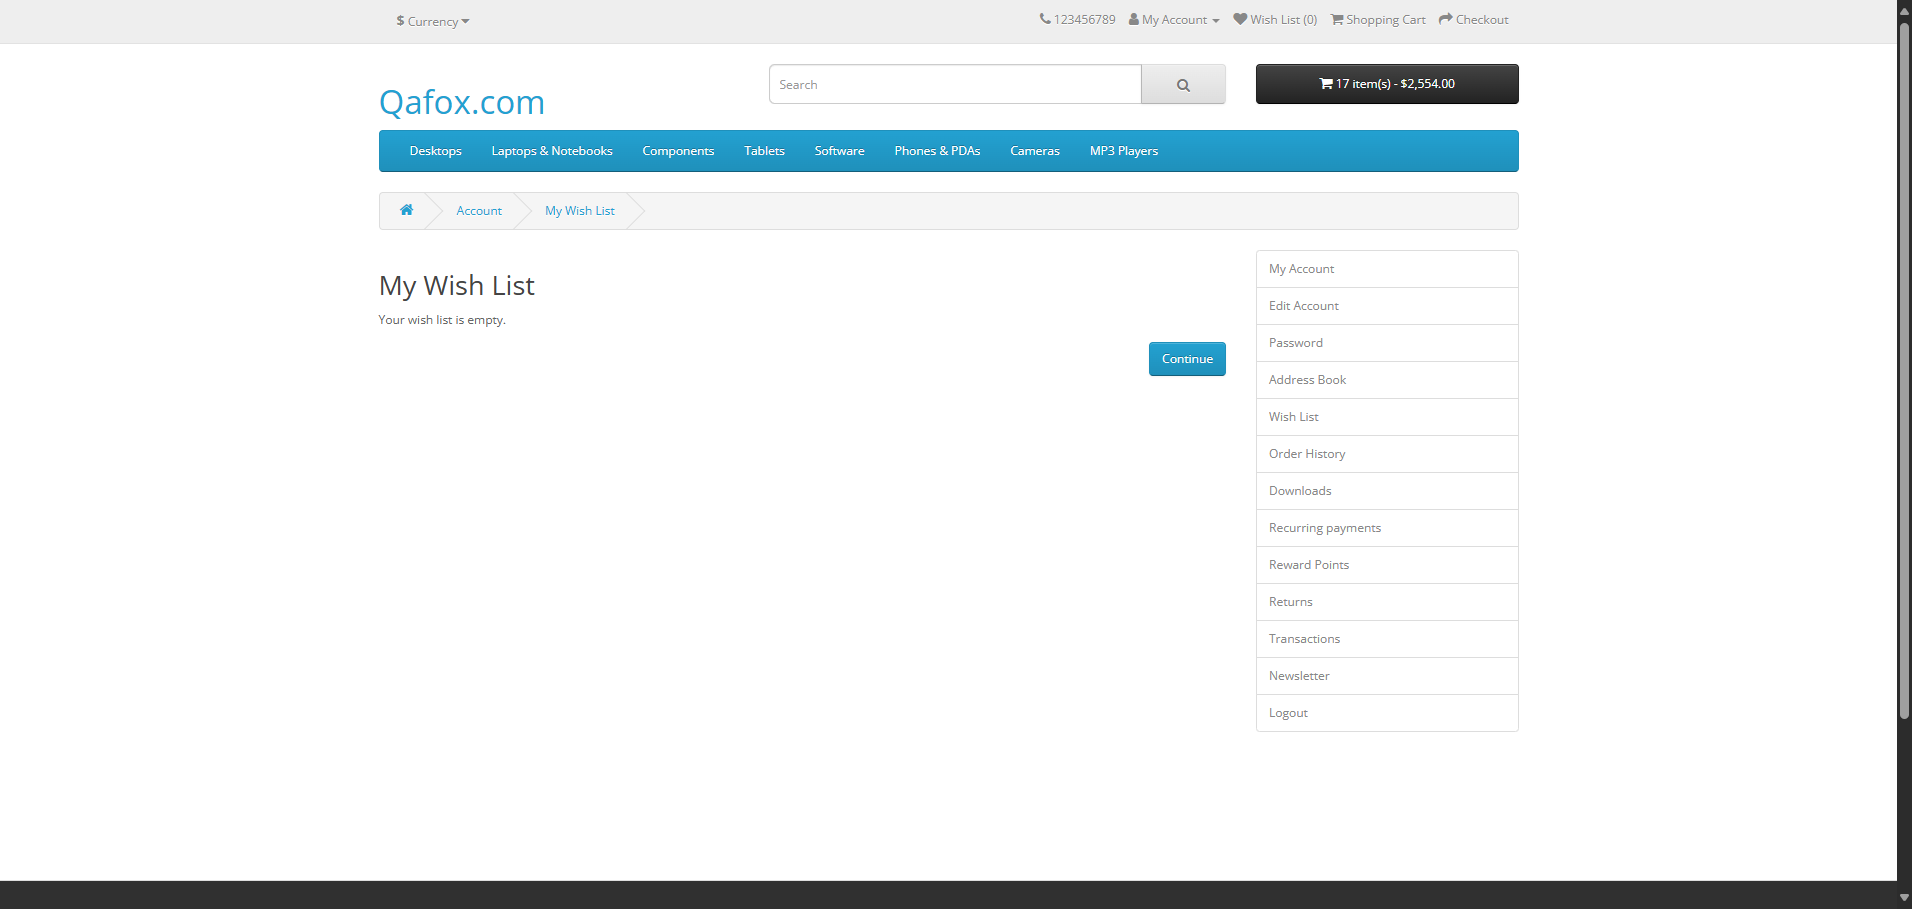 $ Currency
123456789 My Account Wish List (0) Shopping Cart Checkout
Qafox.com
Search
17 item(s) - $2,554.00
Desktops Laptops & Notebooks Components Tablets Software Phones & PDAs Cameras MP3 Players
Account My Wish List
My Wish List
Your wish list is empty.
Continue
My Account
Edit Account
Password
Address Book
Wish List
Order History
Downloads
Recurring payments
Reward Points
Returns
Transactions
Newsletter
Logout